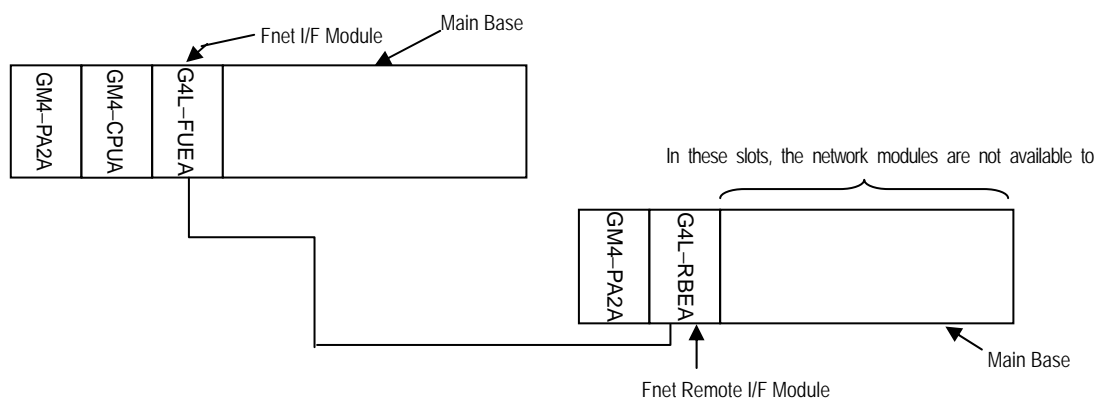 Fnet I/F Module
Main Base
GM4-PA2A
GM4-CPUA
G4L-FUEA
In these slots, the network modules are not available to
GM4-PA2A
G4L-RBEA
Main Base
Fnet Remote I/F Module